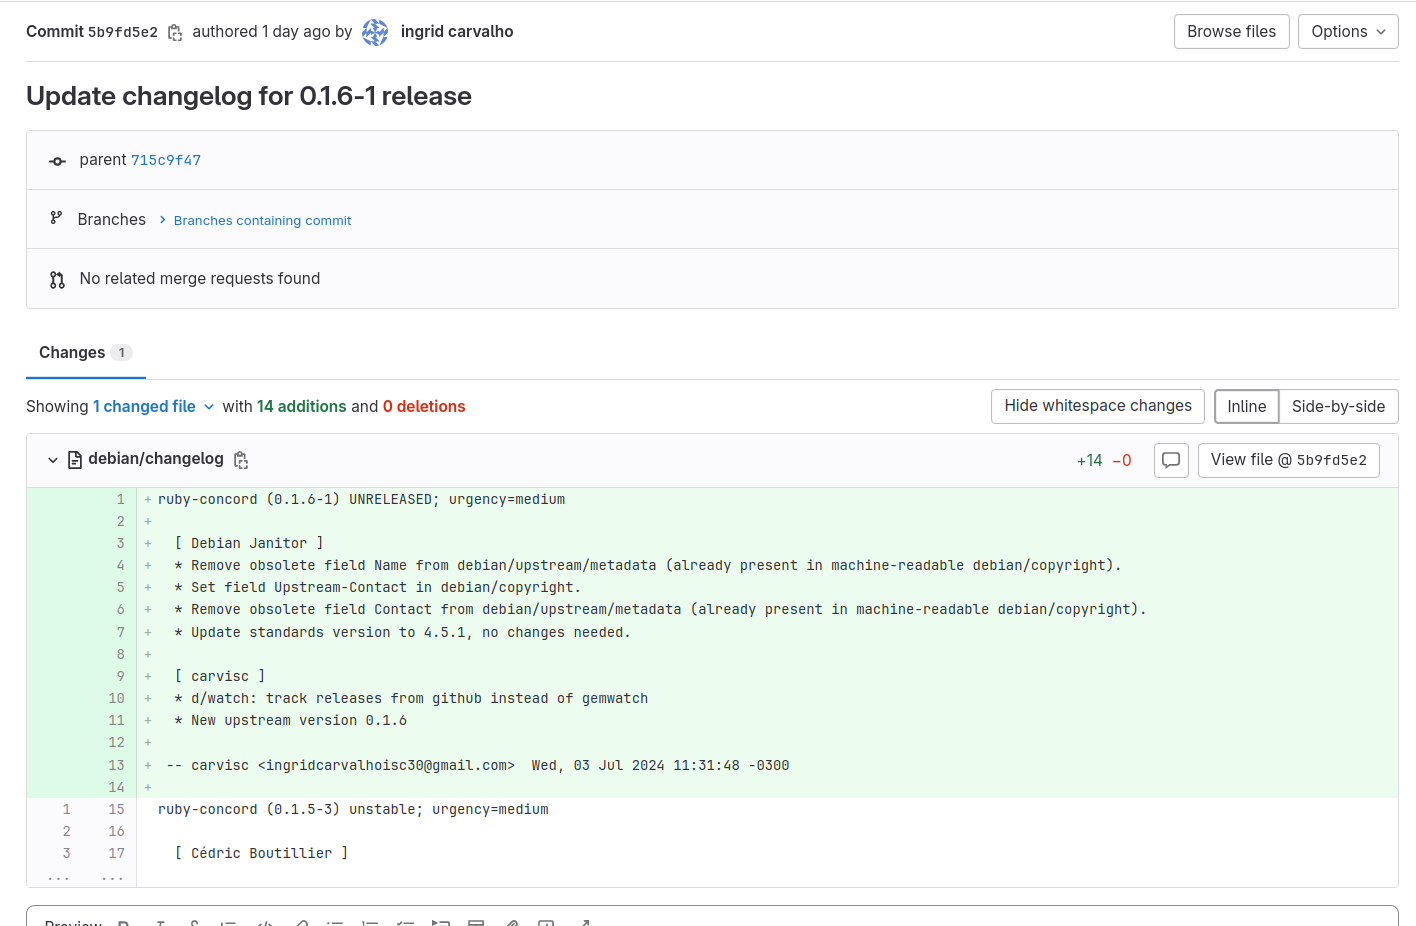 Commit 5b9fd5e2 authored 1 day ago by ingrid carvalho Browse files Options
Update changelog for 0.1.6-1 release
parent 715c9f47
Branches Branches containing commit
No related merge requests found
Changes 1
Showing 1 changed file with 14 additions and 0 deletions Hide whitespace changes Inline Side-by-side
debian/changelog +14 −0 View file @ 5b9fd5e2
1 + ruby-concord (0.1.6-1) UNRELEASED; urgency=medium
2 +
3 + [ Debian Janitor ]
4 + * Remove obsolete field Name from debian/upstream/metadata (already present in machine-readable debian/copyright).
5 + * Set field Upstream-Contact in debian/copyright.
6 + * Remove obsolete field Contact from debian/upstream/metadata (already present in machine-readable debian/copyright).
7 + * Update standards version to 4.5.1, no changes needed.
8 +
9 + [ carvisc ]
10 + * d/watch: track releases from github instead of gemwatch
11 + * New upstream version 0.1.6
12 +
13 + -- carvisc <ingridcarvalhoisc30@gmail.com>  Wed, 03 Jul 2024 11:31:48 -0300
14 +
1 15 ruby-concord (0.1.5-3) unstable; urgency=medium
2 16
3 17 [ Cédric Boutillier ]
... ...
Preview